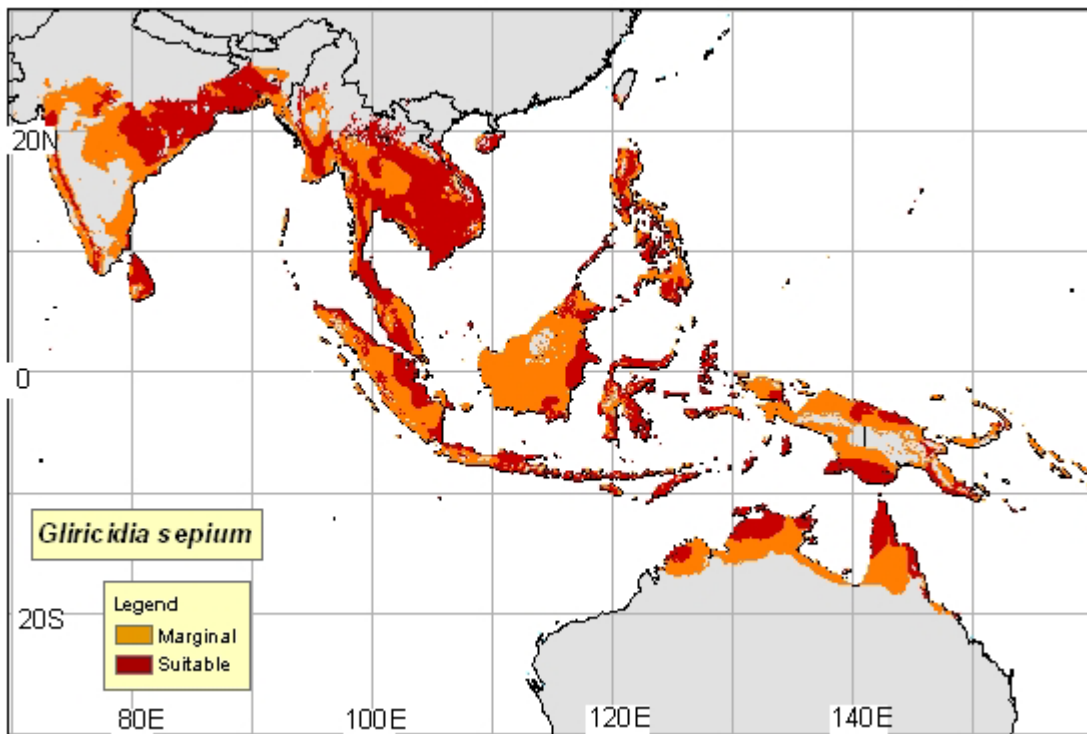 20N
0
Gliricidia sepium
Legend
Marginal
Suitable
20S
80E 100E 120E 140E